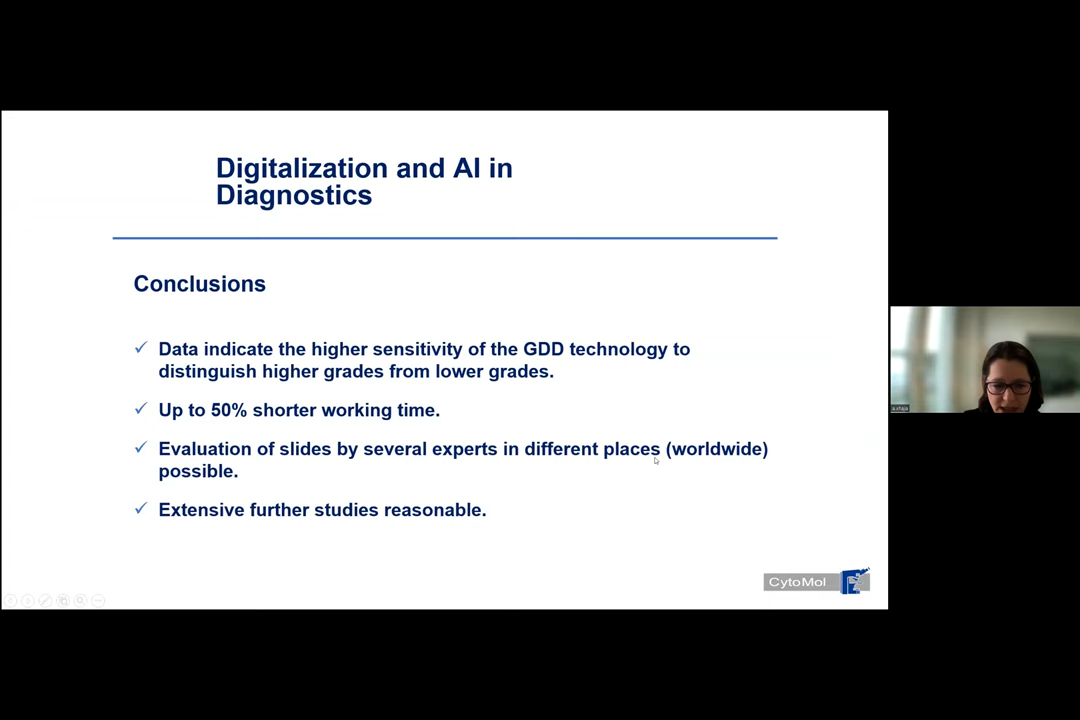 Digitalization and AI in
Diagnostics
Conclusions
✓ Data indicate the higher sensitivity of the GDD technology to
distinguish higher grades from lower grades.
✓ Up to 50% shorter working time.
✓ Evaluation of slides by several experts in different places (worldwide)
possible.
✓ Extensive further studies reasonable.
CytoMol